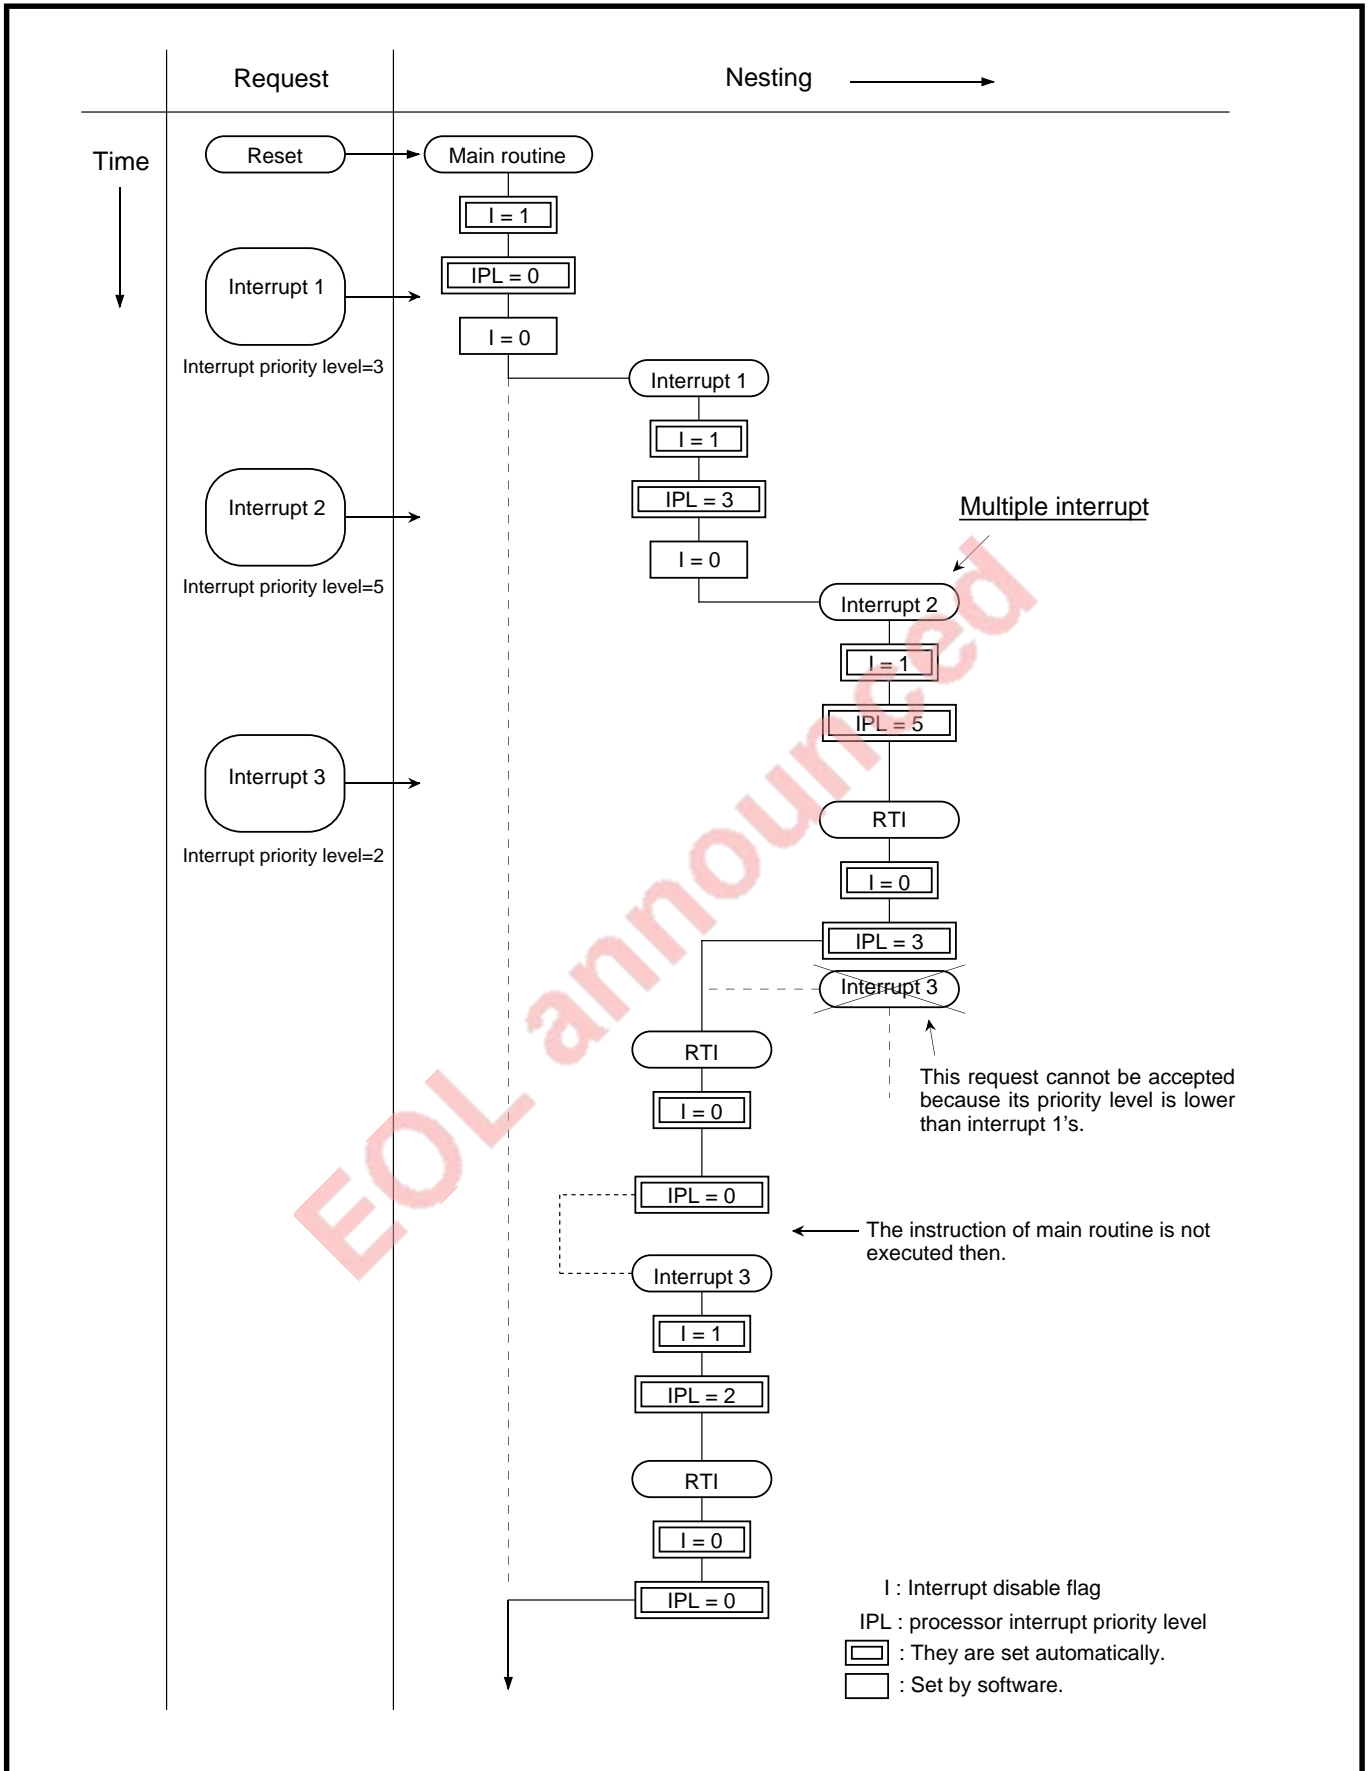 Request
Nesting
Time
Reset
Main routine
I = 1
IPL = 0
Interrupt 1
I = 0
Interrupt priority level=3
Interrupt 1
I = 1
IPL = 3
Interrupt 2
Multiple interrupt
I = 0
Interrupt priority level=5
Interrupt 2
I = 1
IPL = 5
Interrupt 3
RTI
Interrupt priority level=2
I = 0
IPL = 3
Interrupt 3
RTI
This request cannot be accepted
because its priority level is lower
than interrupt 1's.
I = 0
IPL = 0
The instruction of main routine is not
executed then.
Interrupt 3
I = 1
IPL = 2
RTI
I = 0
IPL = 0
I : Interrupt disable flag
IPL : processor interrupt priority level
: They are set automatically.
: Set by software.
EOL announced